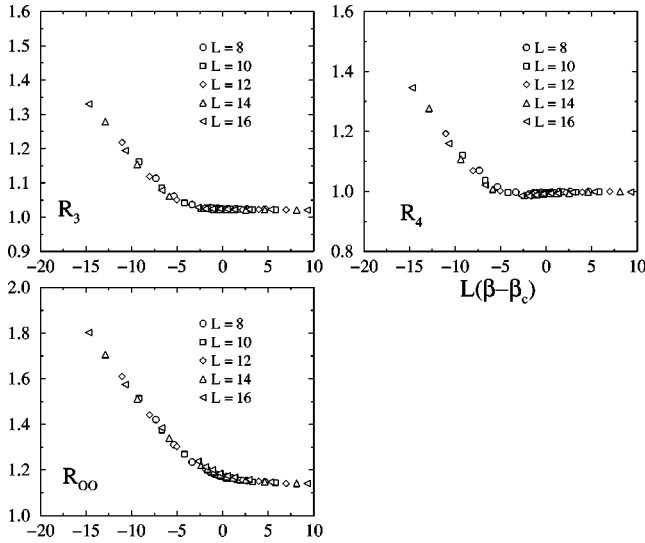 1.5
1.4
1.3
1.2
1.1
1.0
0.9
L = 8
L = 10
L = 12
L = 14
L = 16
R3
−20 −15 −10 −5 0 5 10
1.6
1.4
1.2
1.0
0.8
L = 8
L = 10
L = 12
L = 14
L = 16
R4
−20 −15 −10 −5 0 5 10
L(β−βc)
2.0
1.8
1.6
1.4
1.2
1.0
L = 8
L = 10
L = 12
L = 14
L = 16
ROO
−20 −15 −10 −5 0 5 10